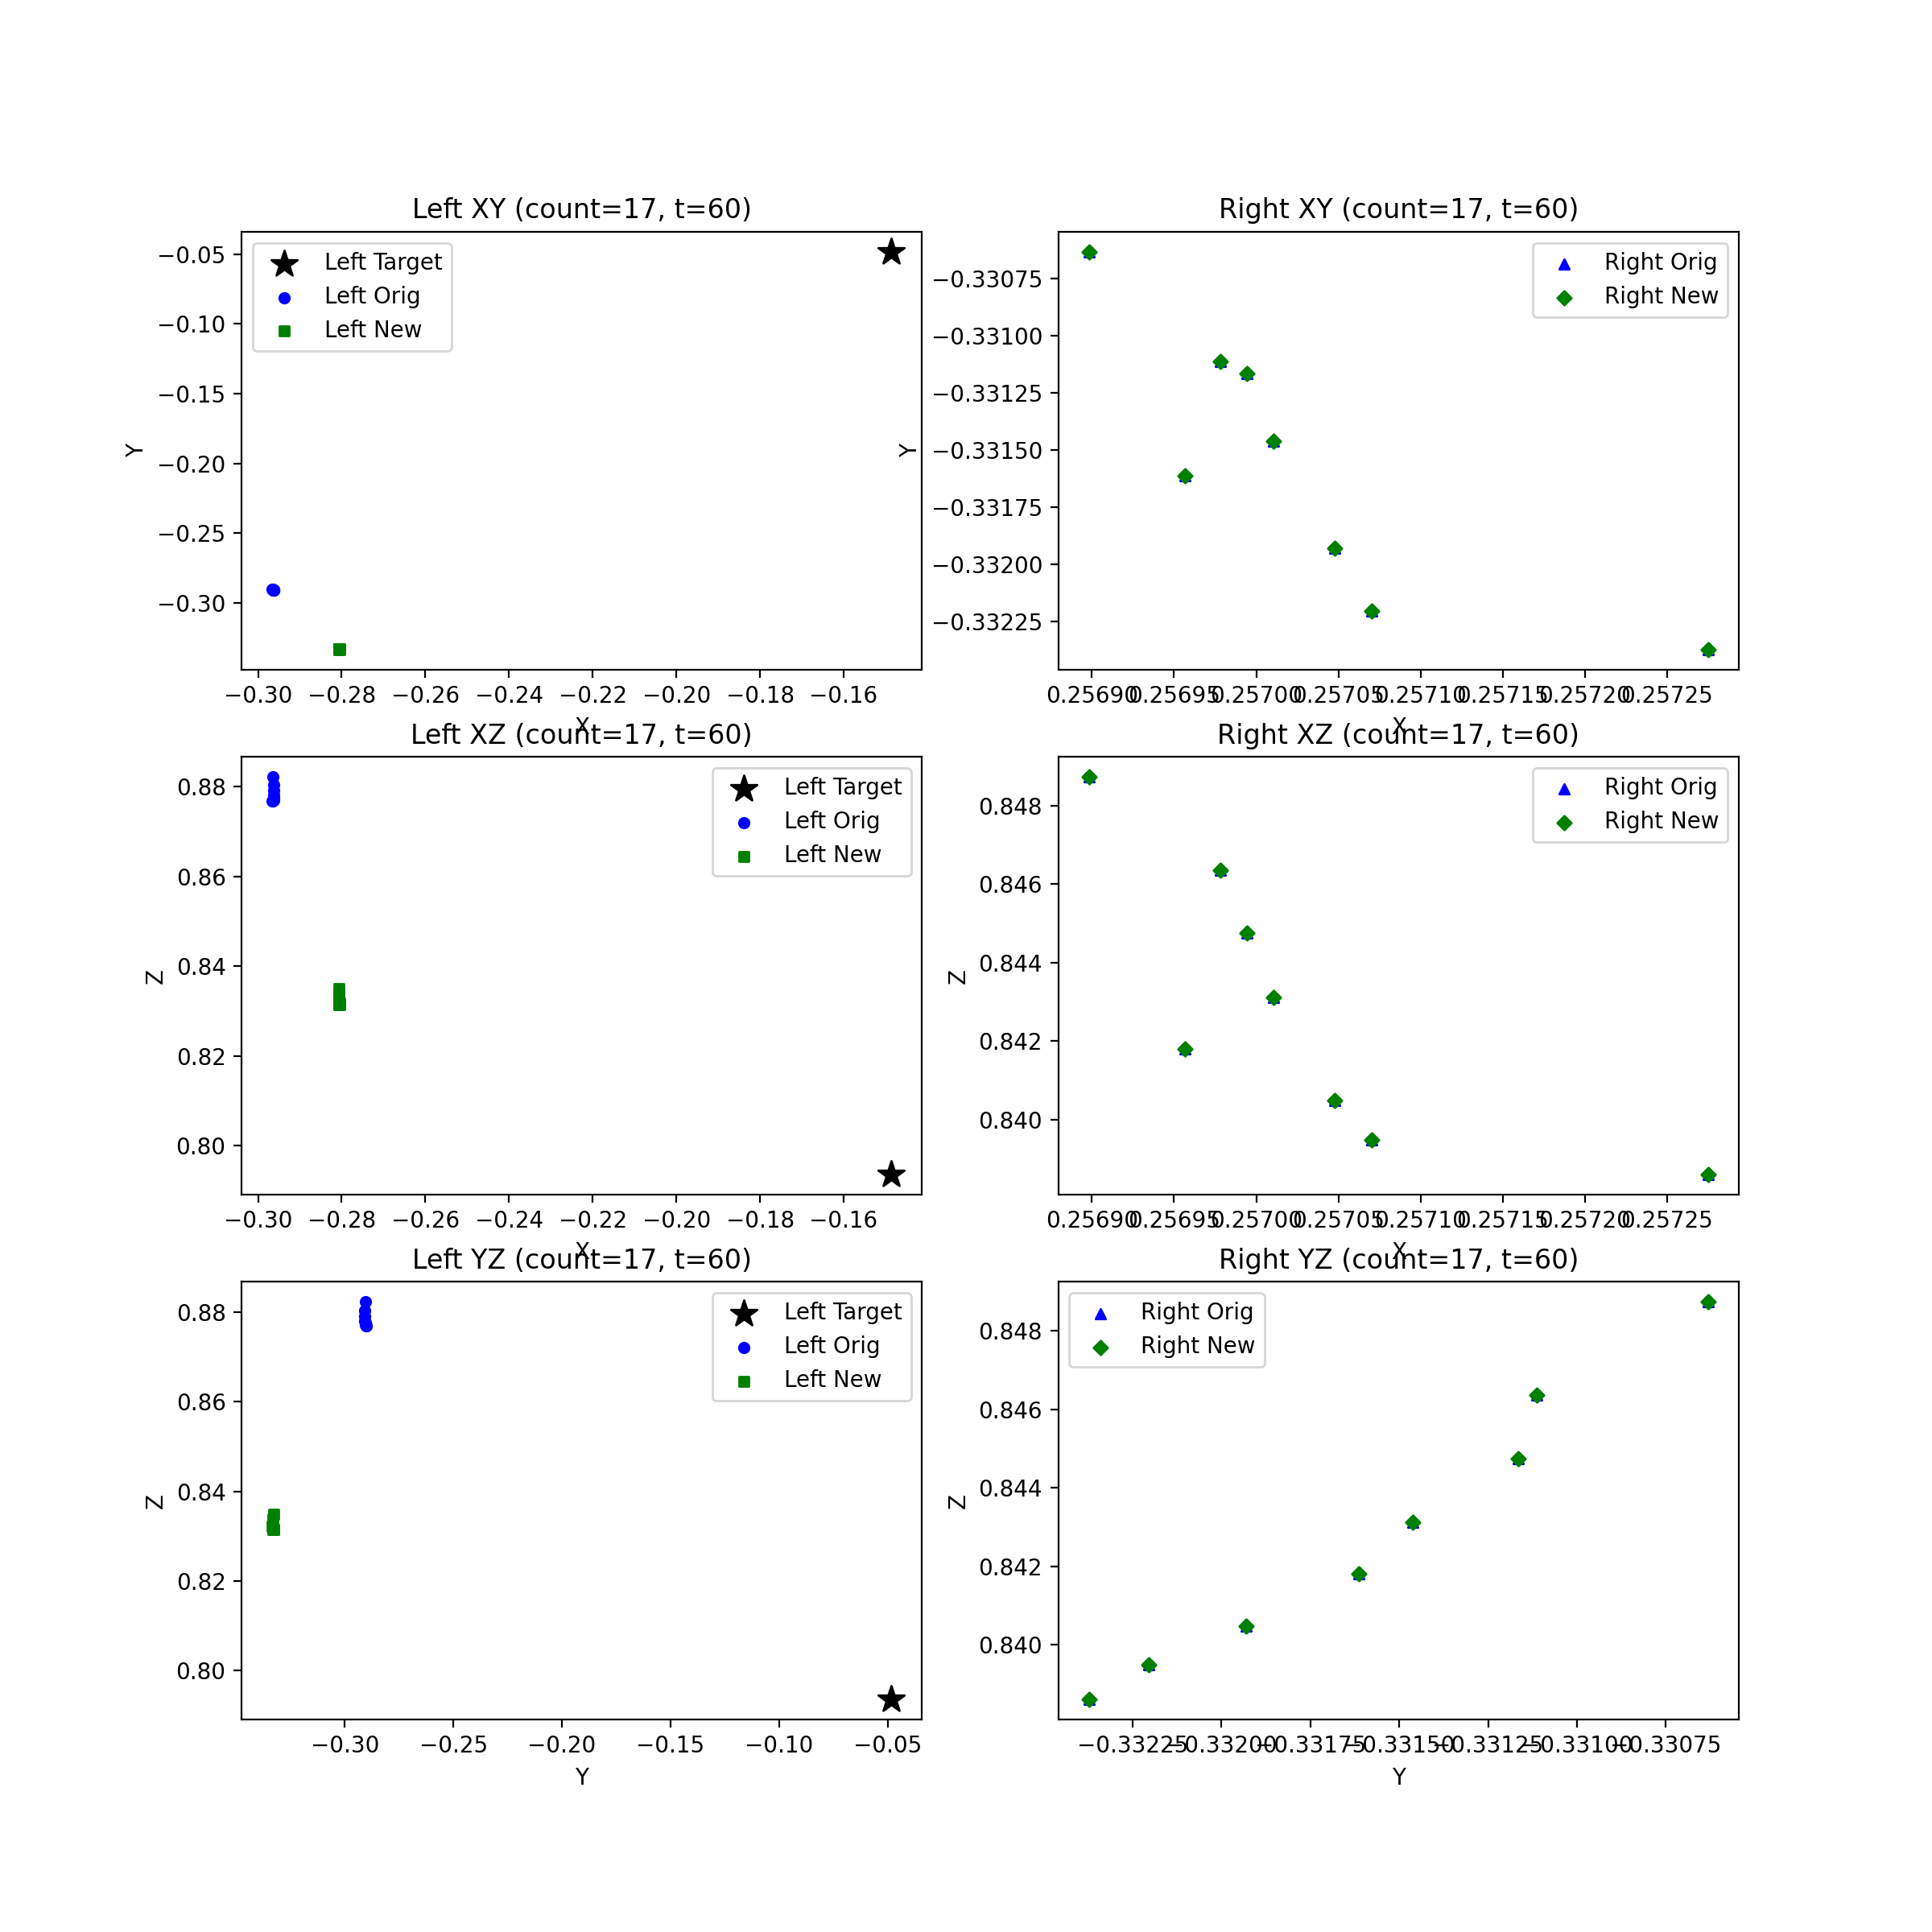 Left XY (count=17, t=60)
Left Target
Left Orig
Left New
Y
−0.05
−0.10
−0.15
−0.20
−0.25
−0.30
−0.30 −0.28 −0.26 −0.24 −0.22 −0.20 −0.18 −0.16
X
Right XY (count=17, t=60)
Right Orig
Right New
Y
−0.33075
−0.33100
−0.33125
−0.33150
−0.33175
−0.33200
−0.33225
0.25690 0.25695 0.25700 0.25705 0.25710 0.25715 0.25720 0.25725
X
Left XZ (count=17, t=60)
Left Target
Left Orig
Left New
Z
0.88
0.86
0.84
0.82
0.80
−0.30 −0.28 −0.26 −0.24 −0.22 −0.20 −0.18 −0.16
X
Right XZ (count=17, t=60)
Right Orig
Right New
Z
0.848
0.846
0.844
0.842
0.840
0.25690 0.25695 0.25700 0.25705 0.25710 0.25715 0.25720 0.25725
X
Left YZ (count=17, t=60)
Left Target
Left Orig
Left New
Z
0.88
0.86
0.84
0.82
0.80
−0.30 −0.25 −0.20 −0.15 −0.10 −0.05
Y
Right YZ (count=17, t=60)
Right Orig
Right New
Z
0.848
0.846
0.844
0.842
0.840
−0.33225 −0.33200 −0.33175 −0.33150 −0.33125 −0.33100 −0.33075
Y